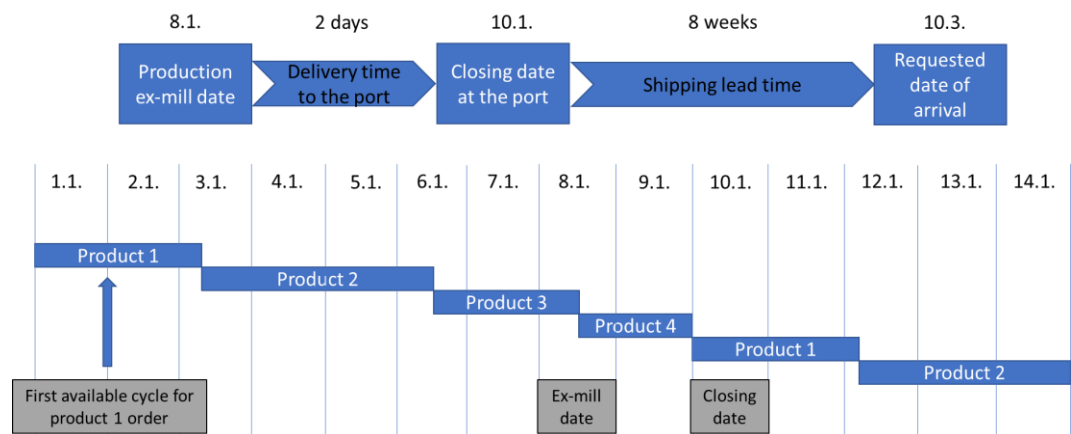 8.1. 2 days 10.1. 8 weeks 10.3.
Production
ex-mill date
Delivery time
to the port
Closing date
at the port
Shipping lead time
Requested
date of
arrival
1.1. 2.1. 3.1. 4.1. 5.1. 6.1. 7.1. 8.1. 9.1. 10.1. 11.1. 12.1. 13.1. 14.1.
Product 1
Product 2
Product 3
Product 4
Product 1
Product 2
First available cycle for
product 1 order
Ex-mill
date
Closing
date